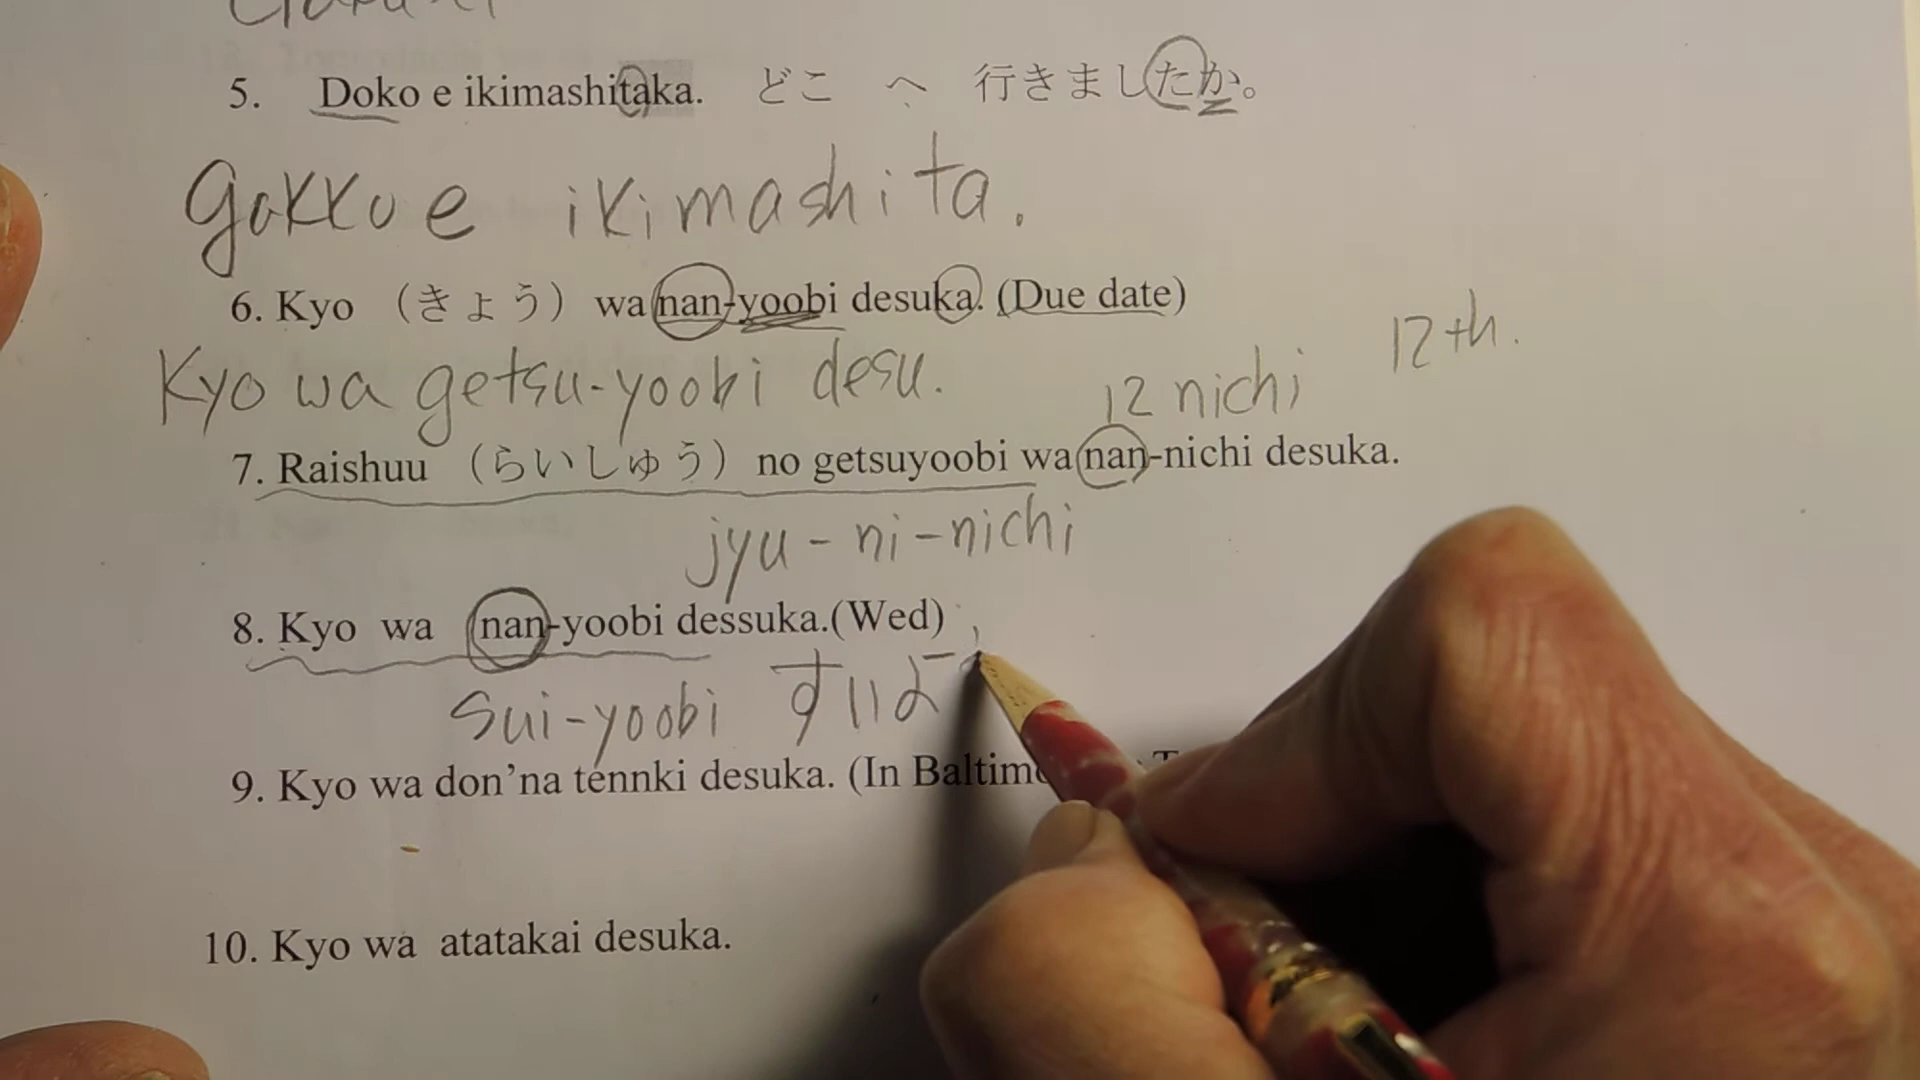 5. Doko e ikimashitaka. どこ へ 行きましたか。
gakko e ikimashita.
6. Kyo （きょう）wa nan-yoobi desuka. (Due date)
12th.
Kyo wa getsu-yoobi desu.
12 nichi
7. Raishuu （らいしゅう）no getsuyoobi wa nan-nichi desuka.
jyu-ni-nichi
8. Kyo wa nan-yoobi dessuka.(Wed)
sui-yoobi すいよ
9. Kyo wa don’na tennki desuka. (In
10. Kyo wa atatakai desuka.